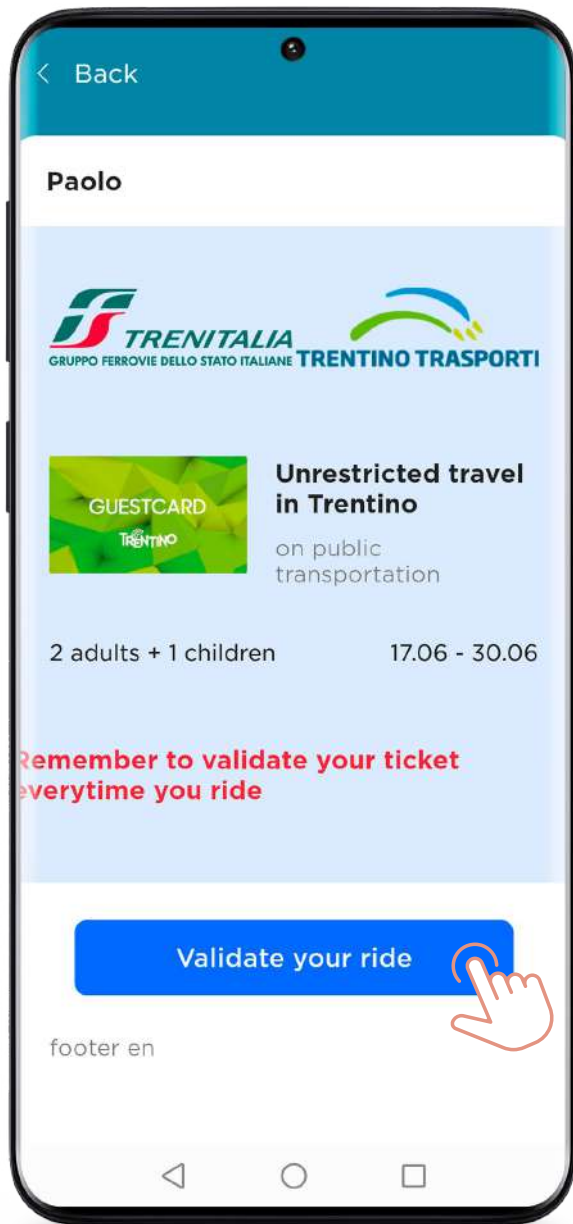 Back
Paolo
TRENITALIA
GRUPPO FERROVIE DELLO STATO ITALIANE
TRENTINO TRASPORTI
GUESTCARD
TRENTINO
Unrestricted travel
in Trentino
on public
transportation
2 adults + 1 children
17.06 - 30.06
Remember to validate your ticket
everytime you ride
Validate your ride
footer en